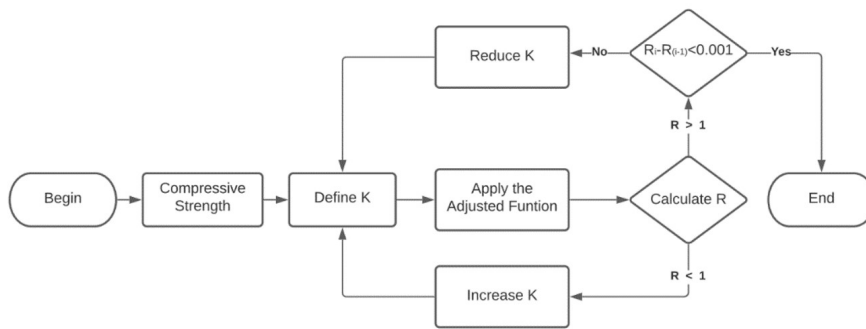 Reduce K
No
Rᵢ-R₍ᵢ₋₁₎<0.001
Yes
R > 1
Begin
Compressive
Strength
Define K
Apply the
Adjusted Funtion
Calculate R
End
R < 1
Increase K